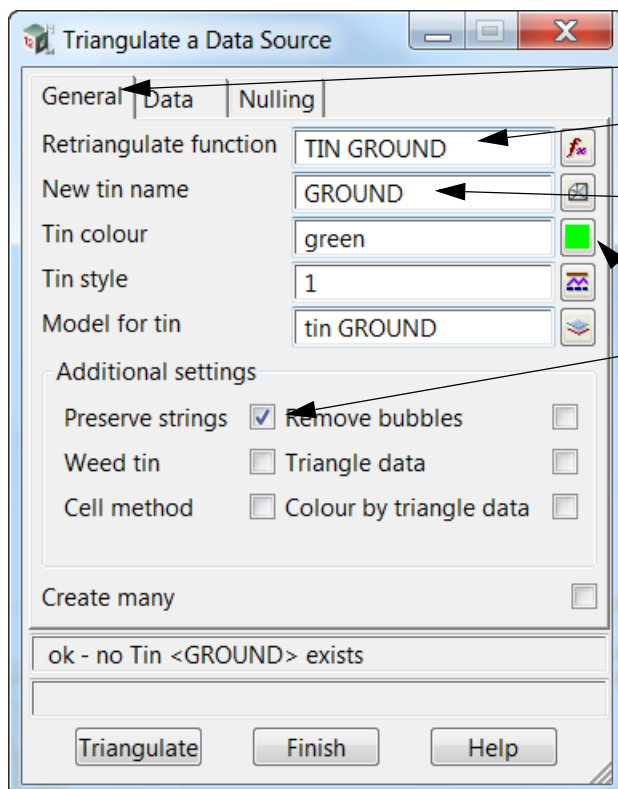 Triangulate a Data Source
General Data Nulling
Retriangulate function TIN GROUND
New tin name GROUND
Tin colour green
Tin style 1
Model for tin tin GROUND
Additional settings
Preserve strings Remove bubbles
Weed tin Triangle data
Cell method Colour by triangle data
Create many
ok - no Tin <GROUND> exists
Triangulate Finish Help